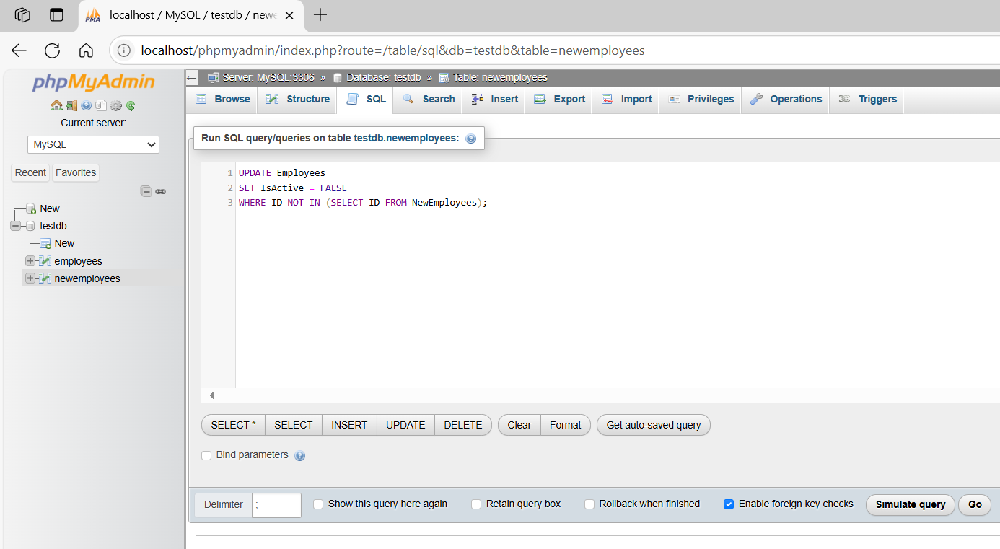 PMA localhost / MySQL / testdb / newe
localhost/phpmyadmin/index.php?route=/table/sql&db=testdb&table=newemployees
phpMyAdmin
Current server:
MySQL
Recent Favorites
New
testdb
New
employees
newemployees
Server: MySQL:3306 » Database: testdb » Table: newemployees
Browse Structure SQL Search Insert Export Import Privileges Operations Triggers
Run SQL query/queries on table testdb.newemployees:
1 UPDATE Employees
2 SET IsActive = FALSE
3 WHERE ID NOT IN (SELECT ID FROM NewEmployees);
SELECT * SELECT INSERT UPDATE DELETE Clear Format Get auto-saved query
Bind parameters
Delimiter ; Show this query here again Retain query box Rollback when finished Enable foreign key checks Simulate query Go